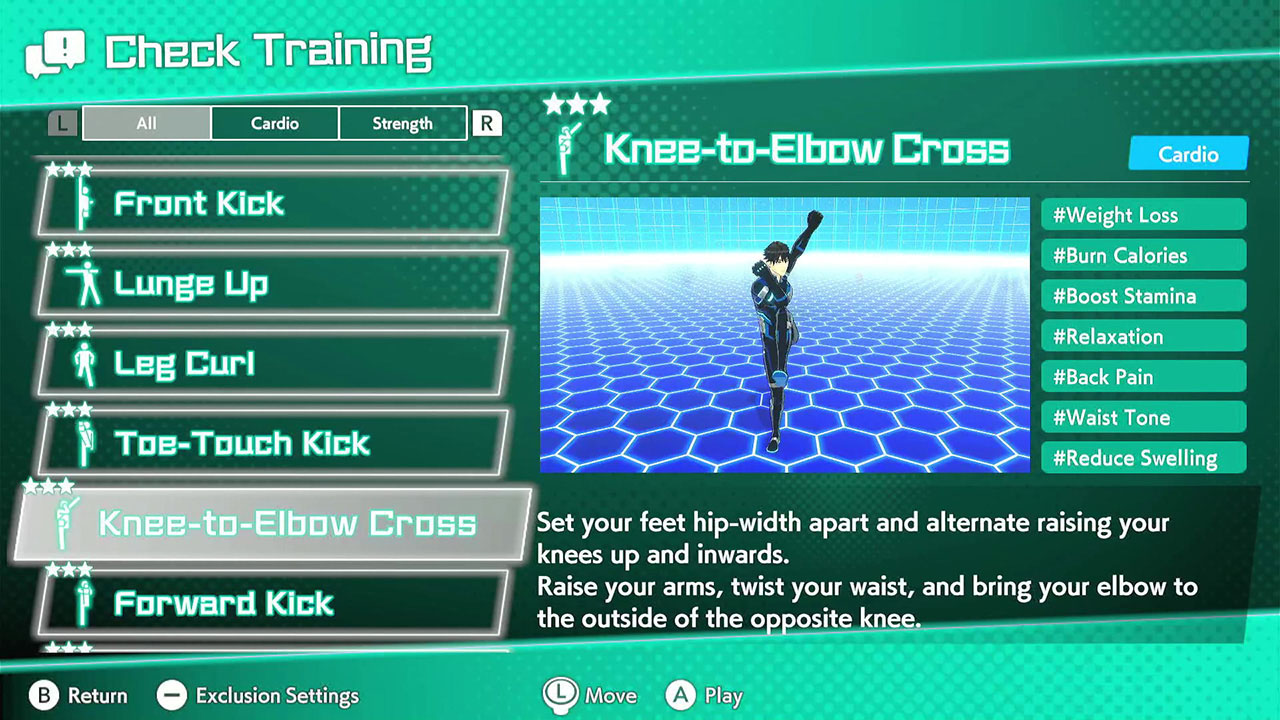 Check Training
L All Cardio Strength R
Front Kick
Lunge Up
Leg Curl
Toe-Touch Kick
Knee-to-Elbow Cross
Forward Kick
Knee-to-Elbow Cross
Cardio
#Weight Loss
#Burn Calories
#Boost Stamina
#Relaxation
#Back Pain
#Waist Tone
#Reduce Swelling
Set your feet hip-width apart and alternate raising your
knees up and inwards.
Raise your arms, twist your waist, and bring your elbow to
the outside of the opposite knee.
B Return - Exclusion Settings L Move A Play